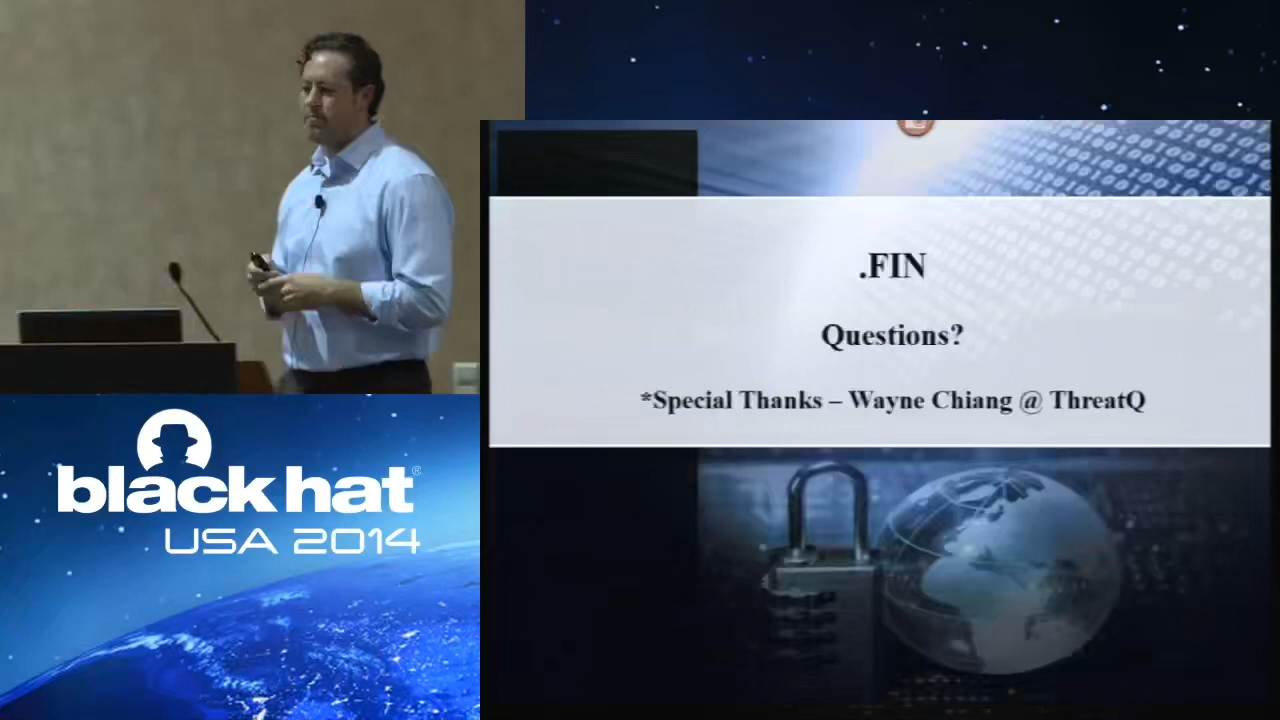 .FIN
Questions?
*Special Thanks – Wayne Chiang @ ThreatQ
black hat®
USA 2014